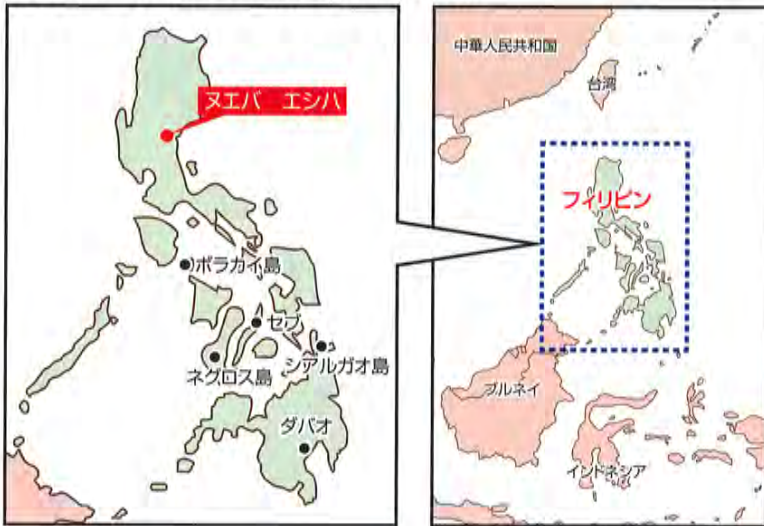 ヌエバ　エシハ
ボラカイ島
セブ
シアルガオ島
ネグロス島
ダバオ
中華人民共和国
台湾
フィリピン
ブルネイ
インドネシア